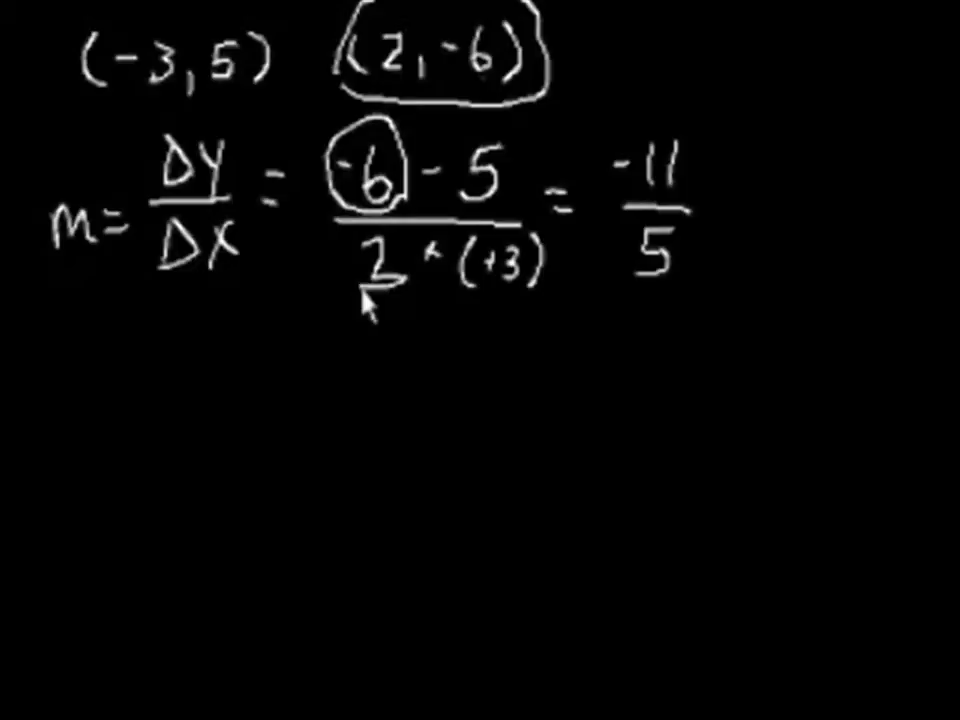 (-3, 5) (2, -6)
m = ΔY/ΔX = (-6 - 5)/(2 + (+3)) = -11/5